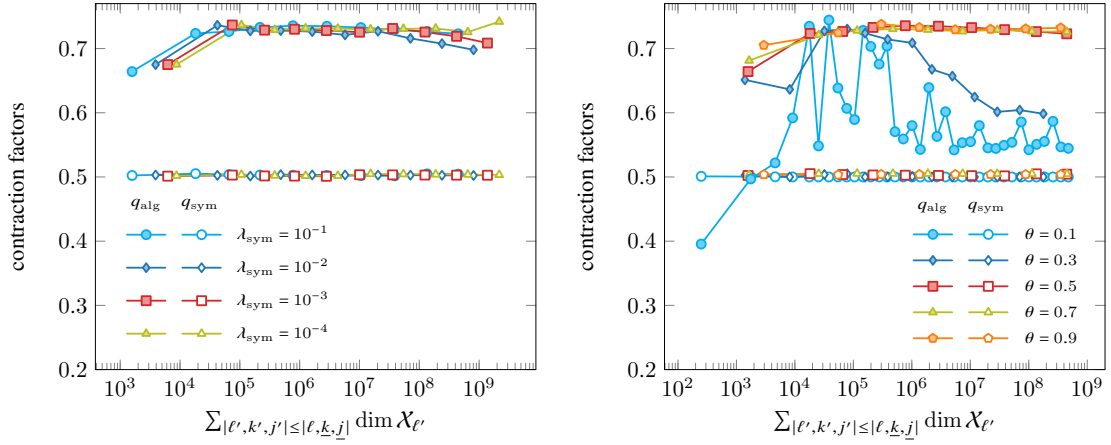 0.7
0.6
0.5
0.4
0.3
0.2
contraction factors
q_alg q_sym
λ_sym = 10^−1
λ_sym = 10^−2
λ_sym = 10^−3
λ_sym = 10^−4
10^3 10^4 10^5 10^6 10^7 10^8 10^9
∑_{|ℓ′,k′,j′|≤|ℓ,k,j|} dim X_ℓ′
0.7
0.6
0.5
0.4
0.3
0.2
contraction factors
q_alg q_sym
θ = 0.1
θ = 0.3
θ = 0.5
θ = 0.7
θ = 0.9
10^2 10^3 10^4 10^5 10^6 10^7 10^8 10^9
∑_{|ℓ′,k′,j′|≤|ℓ,k,j|} dim X_ℓ′